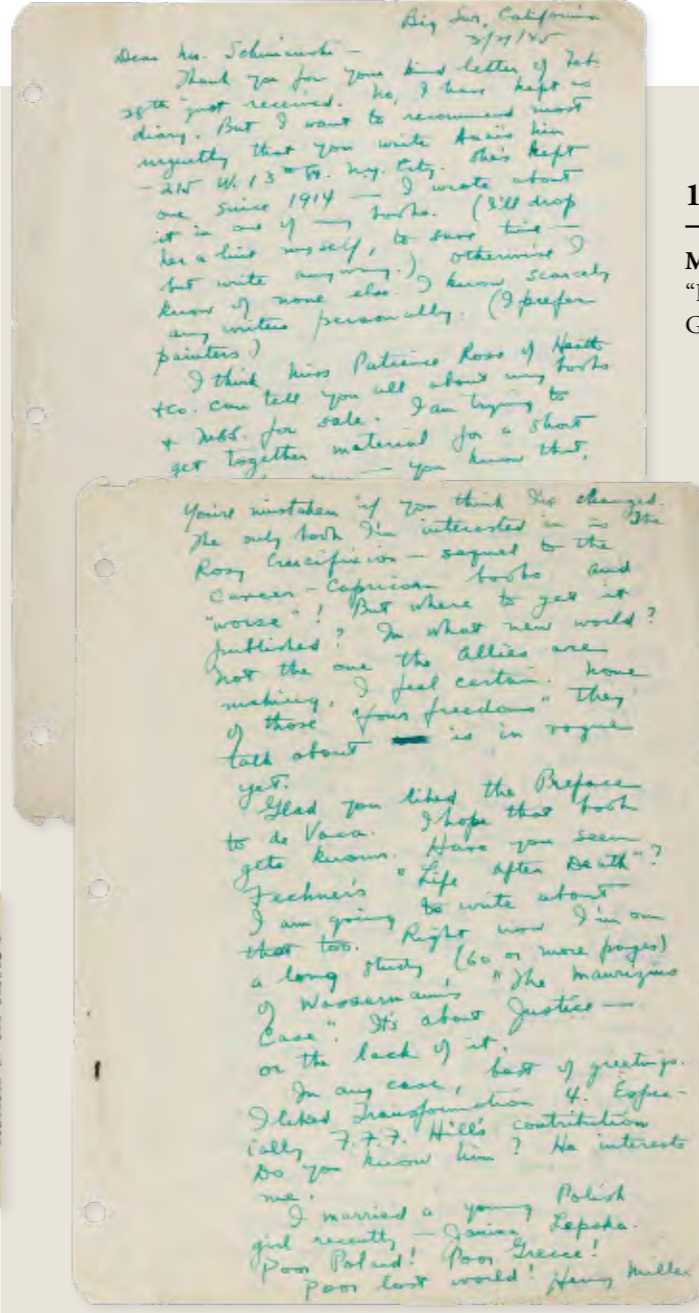 Big Sur, California
3/27/45
Dear Mr. Schimanski —
Thank you for your kind letter of Feb.
28th just received. No, I have kept no
diary. But I want to recommend most
urgently that you write Anais Nin
— 215 W. 13th St. N.Y. City. She's kept
one since 1914 — I wrote about
it in one of my books. (I'll drop
her a line myself, to save time —
but write anyway.) Otherwise I
know of none else. I know scarcely
any writers personally. (I prefer
painters)
I think Miss Patience Ross of Heath
+ Co. can tell you all about my books
+ mss. for sale. I am trying to
get together material for a short
— you know that,
You're mistaken if you think I've changed.
The only book I'm interested in is The
Rosy Crucifixion — sequel to the
Cancer-Capricorn books and
"worse"! But where to get it
published? In what new world?
Not the one the Allies are
making, I feel certain. None
of those "four freedoms" they
talk about is in vogue
yet.
Glad you liked the Preface
to de Vaca. I hope that book
gets known. Have you seen
Fechner's "Life After Death"?
I am going to write about
that too. Right now I'm on
a long study (60 or more pages)
of Wassermann's "The Maurizius
Case". It's about Justice —
or the lack of it.
In any case, best of greetings.
I liked Transformation 4. Espec-
ially 7.7.7. Hill's contribution
Do you know him? He interests
me.
I married a young Polish
girl recently — Janina Lepska.
Poor Poland! Poor Greece!
Poor lost world! Henry Miller
1
M
G